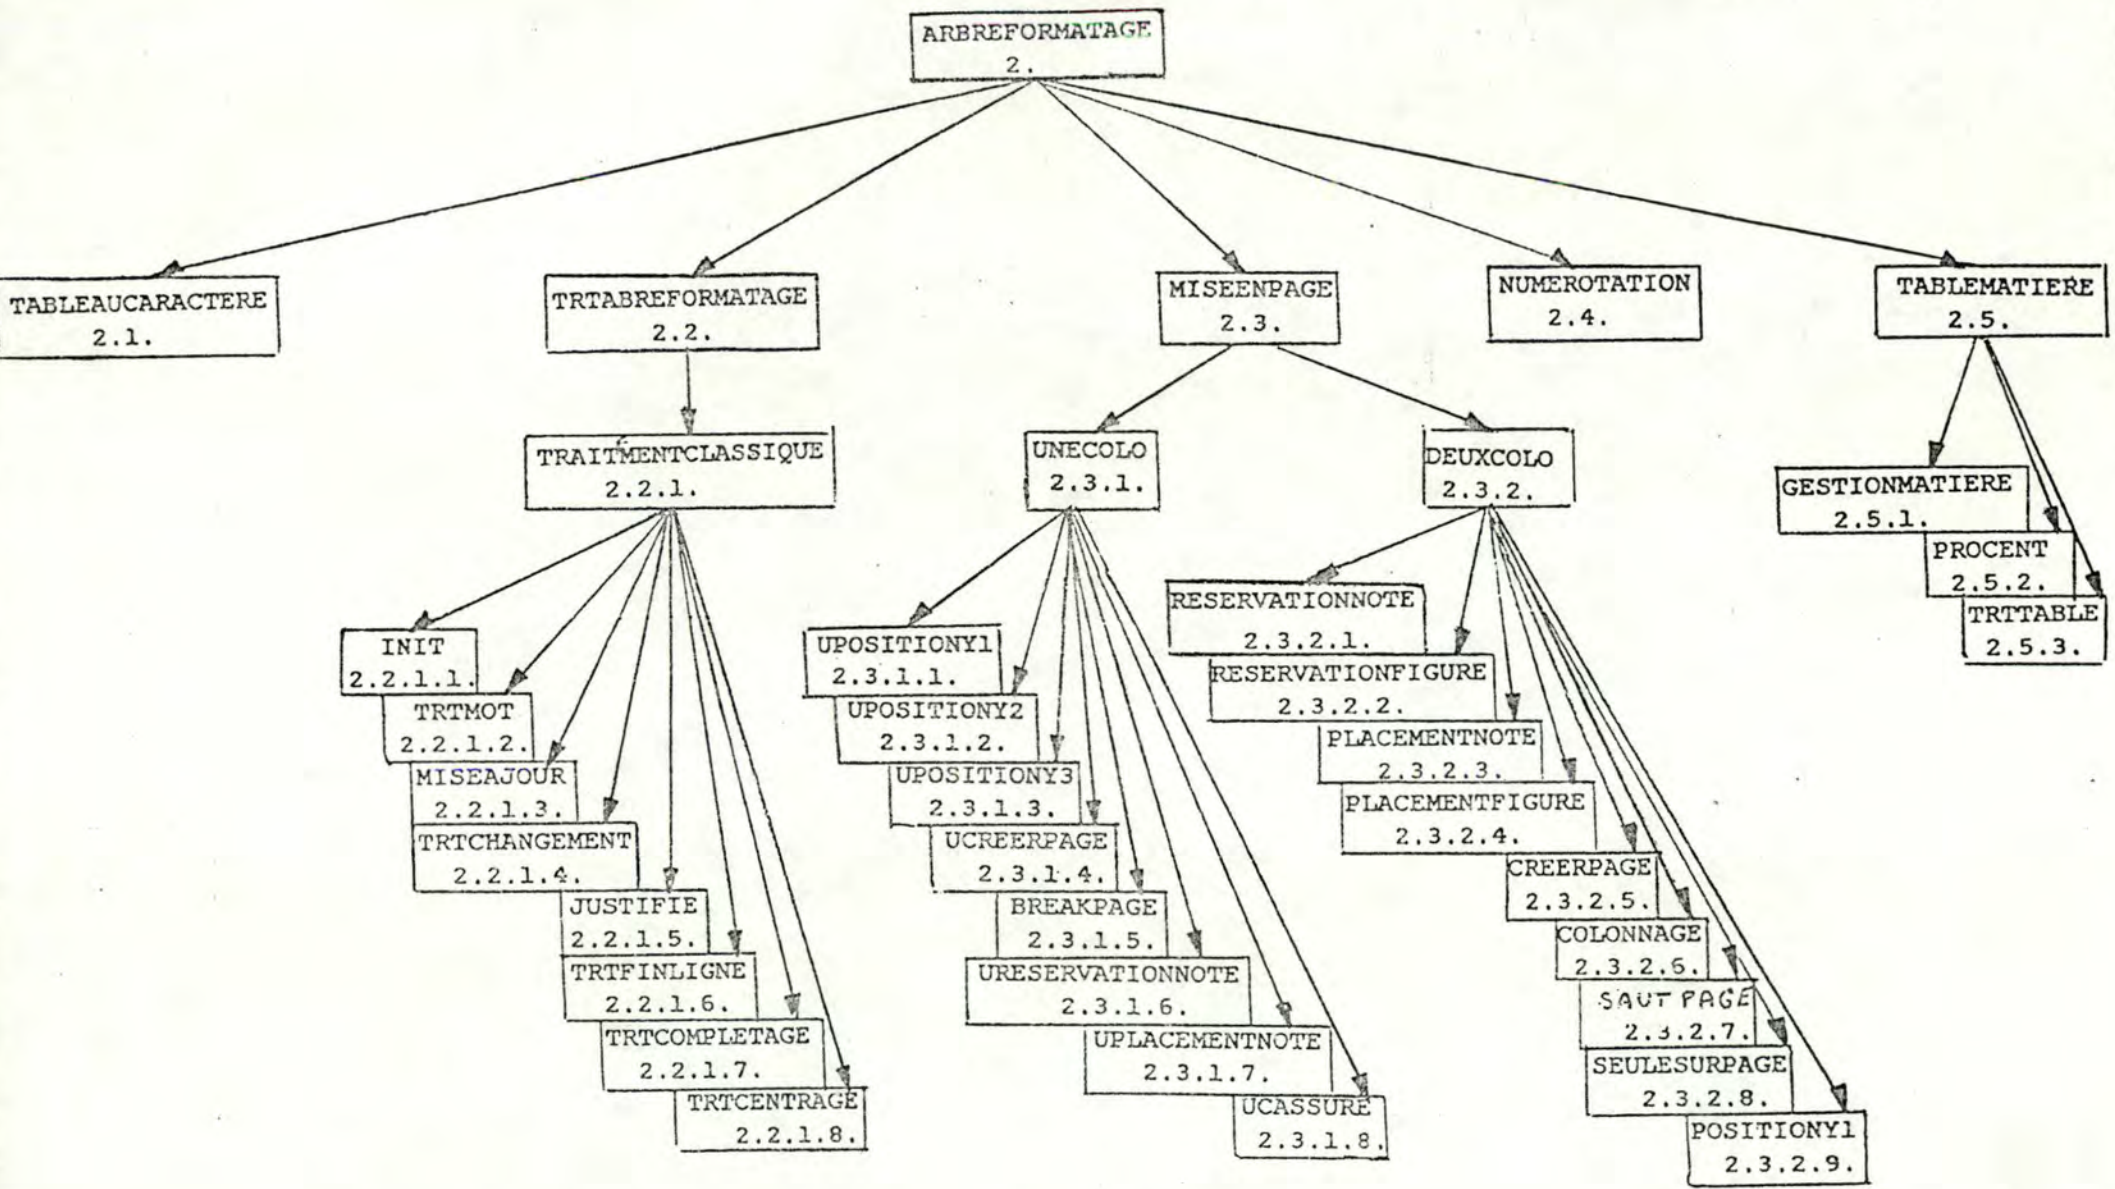 ARBREFORMATAGE
2.
TABLEAUCARACTERE
2.1.
TRTABREFORMATAGE
2.2.
MISEENPAGE
2.3.
NUMEROTATION
2.4.
TABLEMATIERE
2.5.
TRAITMENTCLASSIQUE
2.2.1.
UNECOLO
2.3.1.
DEUXCOLO
2.3.2.
GESTIONMATIERE
2.5.1.
PROCENT
2.5.2.
TRTTABLE
2.5.3.
INIT
2.2.1.1.
TRTMOT
2.2.1.2.
MISEAJOUR
2.2.1.3.
TRTCHANGEMENT
2.2.1.4.
JUSTIFIE
2.2.1.5.
TRTFINLIGNE
2.2.1.6.
TRTCOMPLETAGE
2.2.1.7.
TRTCENTRAGE
2.2.1.8.
UPOSITIONY1
2.3.1.1.
UPOSITIONY2
2.3.1.2.
UPOSITIONY3
2.3.1.3.
UCREERPAGE
2.3.1.4.
BREAKPAGE
2.3.1.5.
URESERVATIONNOTE
2.3.1.6.
UPLACEMENTNOTE
2.3.1.7.
UCASSURE
2.3.1.8.
RESERVATIONNOTE
2.3.2.1.
RESERVATIONFIGURE
2.3.2.2.
PLACEMENTNOTE
2.3.2.3.
PLACEMENTFIGURE
2.3.2.4.
CREERPAGE
2.3.2.5.
COLONNAGE
2.3.2.6.
SAUT PAGE
2.3.2.7.
SEULESURPAGE
2.3.2.8.
POSITIONY1
2.3.2.9.